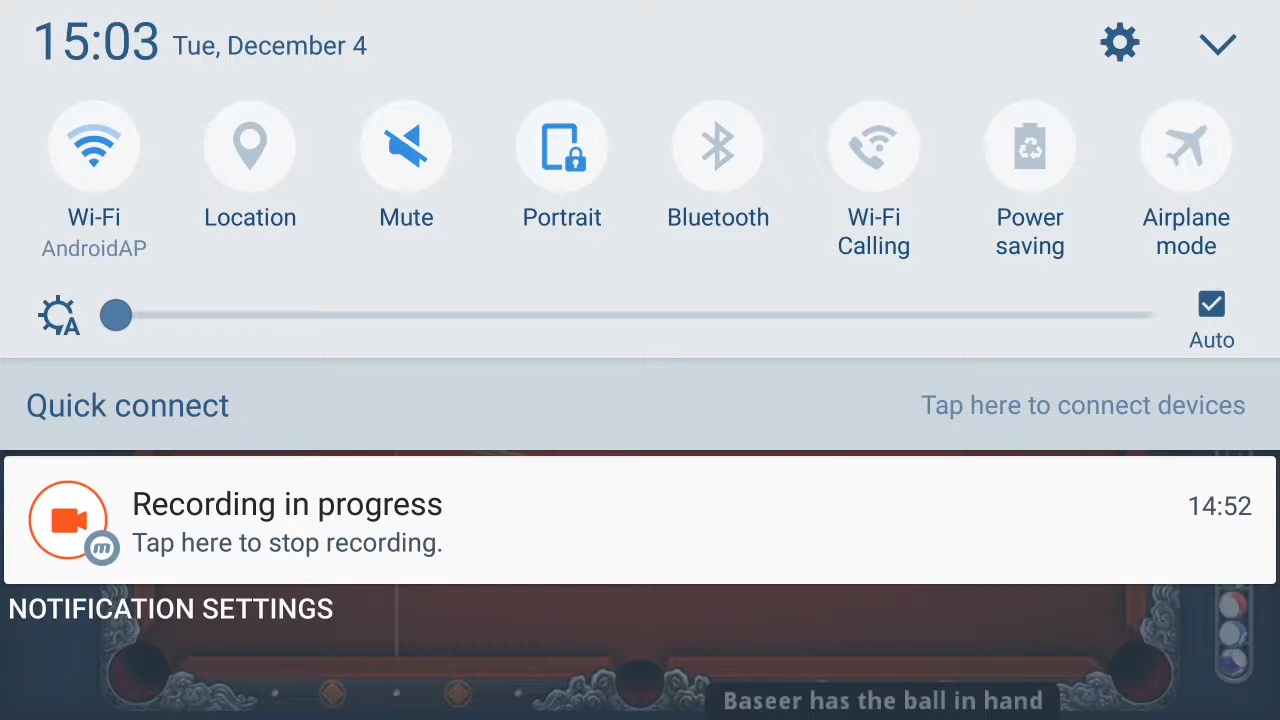 15:03 Tue, December 4
Wi-Fi Location Mute Portrait Bluetooth Wi-Fi Calling Power saving Airplane mode
AndroidAP
A Auto
Quick connect Tap here to connect devices
Recording in progress 14:52
m Tap here to stop recording.
NOTIFICATION SETTINGS
Baseer has the ball in hand